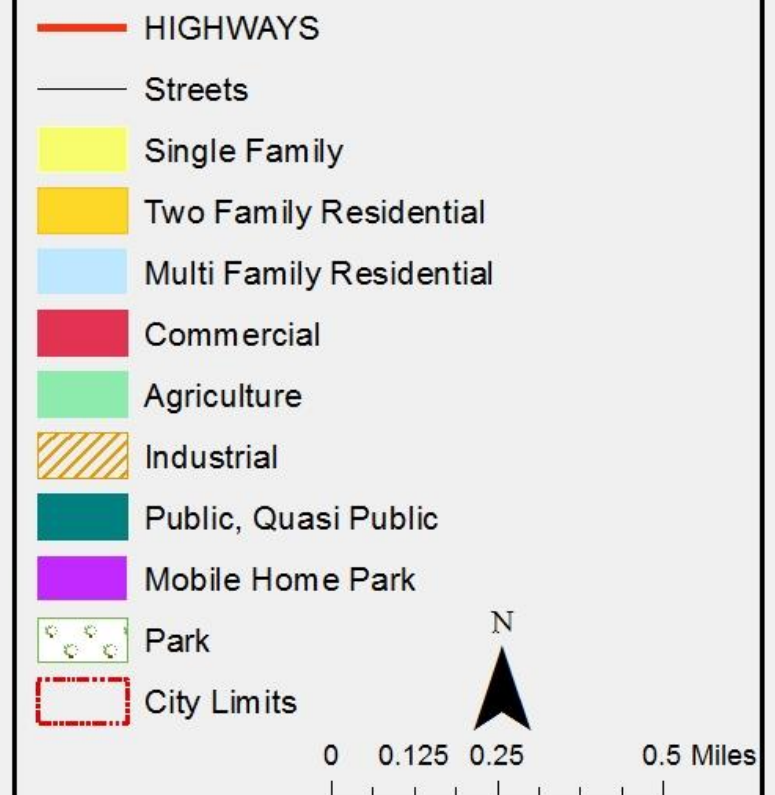 HIGHWAYS
Streets
Single Family
Two Family Residential
Multi Family Residential
Commercial
Agriculture
Industrial
Public, Quasi Public
Mobile Home Park
Park
City Limits
N
0 0.125 0.25 0.5 Miles